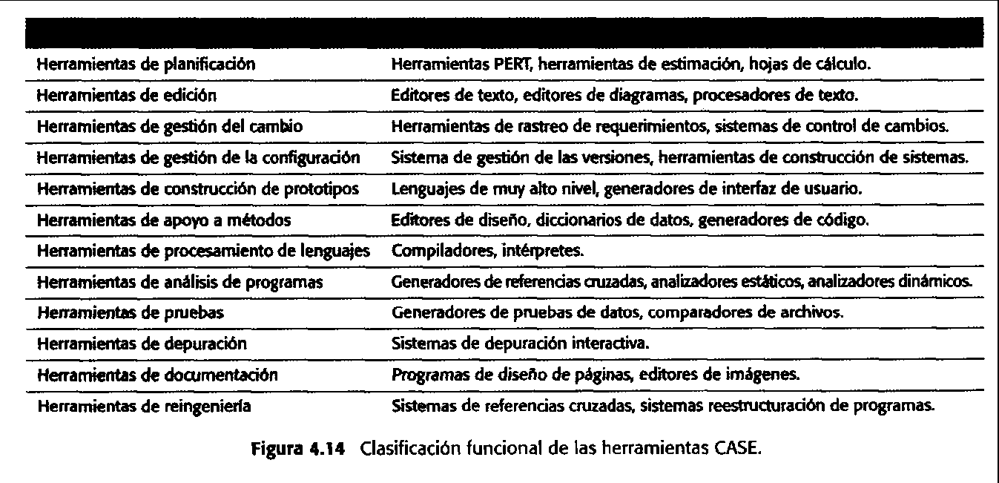 Herramientas de planificación Herramientas PERT, herramientas de estimación, hojas de cálculo.
Herramientas de edición Editores de texto, editores de diagramas, procesadores de texto.
Herramientas de gestión del cambio Herramientas de rastreo de requerimientos, sistemas de control de cambios.
Herramientas de gestión de la configuración Sistema de gestión de las versiones, herramientas de construcción de sistemas.
Herramientas de construcción de prototipos Lenguajes de muy alto nivel, generadores de interfaz de usuario.
Herramientas de apoyo a métodos Editores de diseño, diccionarios de datos, generadores de código.
Herramientas de procesamiento de lenguajes Compiladores, intérpretes.
Herramientas de análisis de programas Generadores de referencias cruzadas, analizadores estáticos, analizadores dinámicos.
Herramientas de pruebas Generadores de pruebas de datos, comparadores de archivos.
Herramientas de depuración Sistemas de depuración interactiva.
Herramientas de documentación Programas de diseño de páginas, editores de imágenes.
Herramientas de reingeniería Sistemas de referencias cruzadas, sistemas reestructuración de programas.
Figura 4.14 Clasificación funcional de las herramientas CASE.